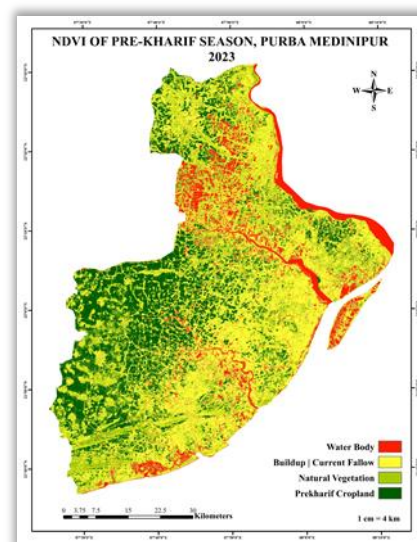 NDVI OF PRE-KHARIF SEASON, PURBA MEDINIPUR
2023
N
W E
S
Water Body
Buildup | Current Fallow
Natural Vegetation
Prekharif Cropland
0 3.75 7.5 15 22.5 30
Kilometers
1 cm = 4 km